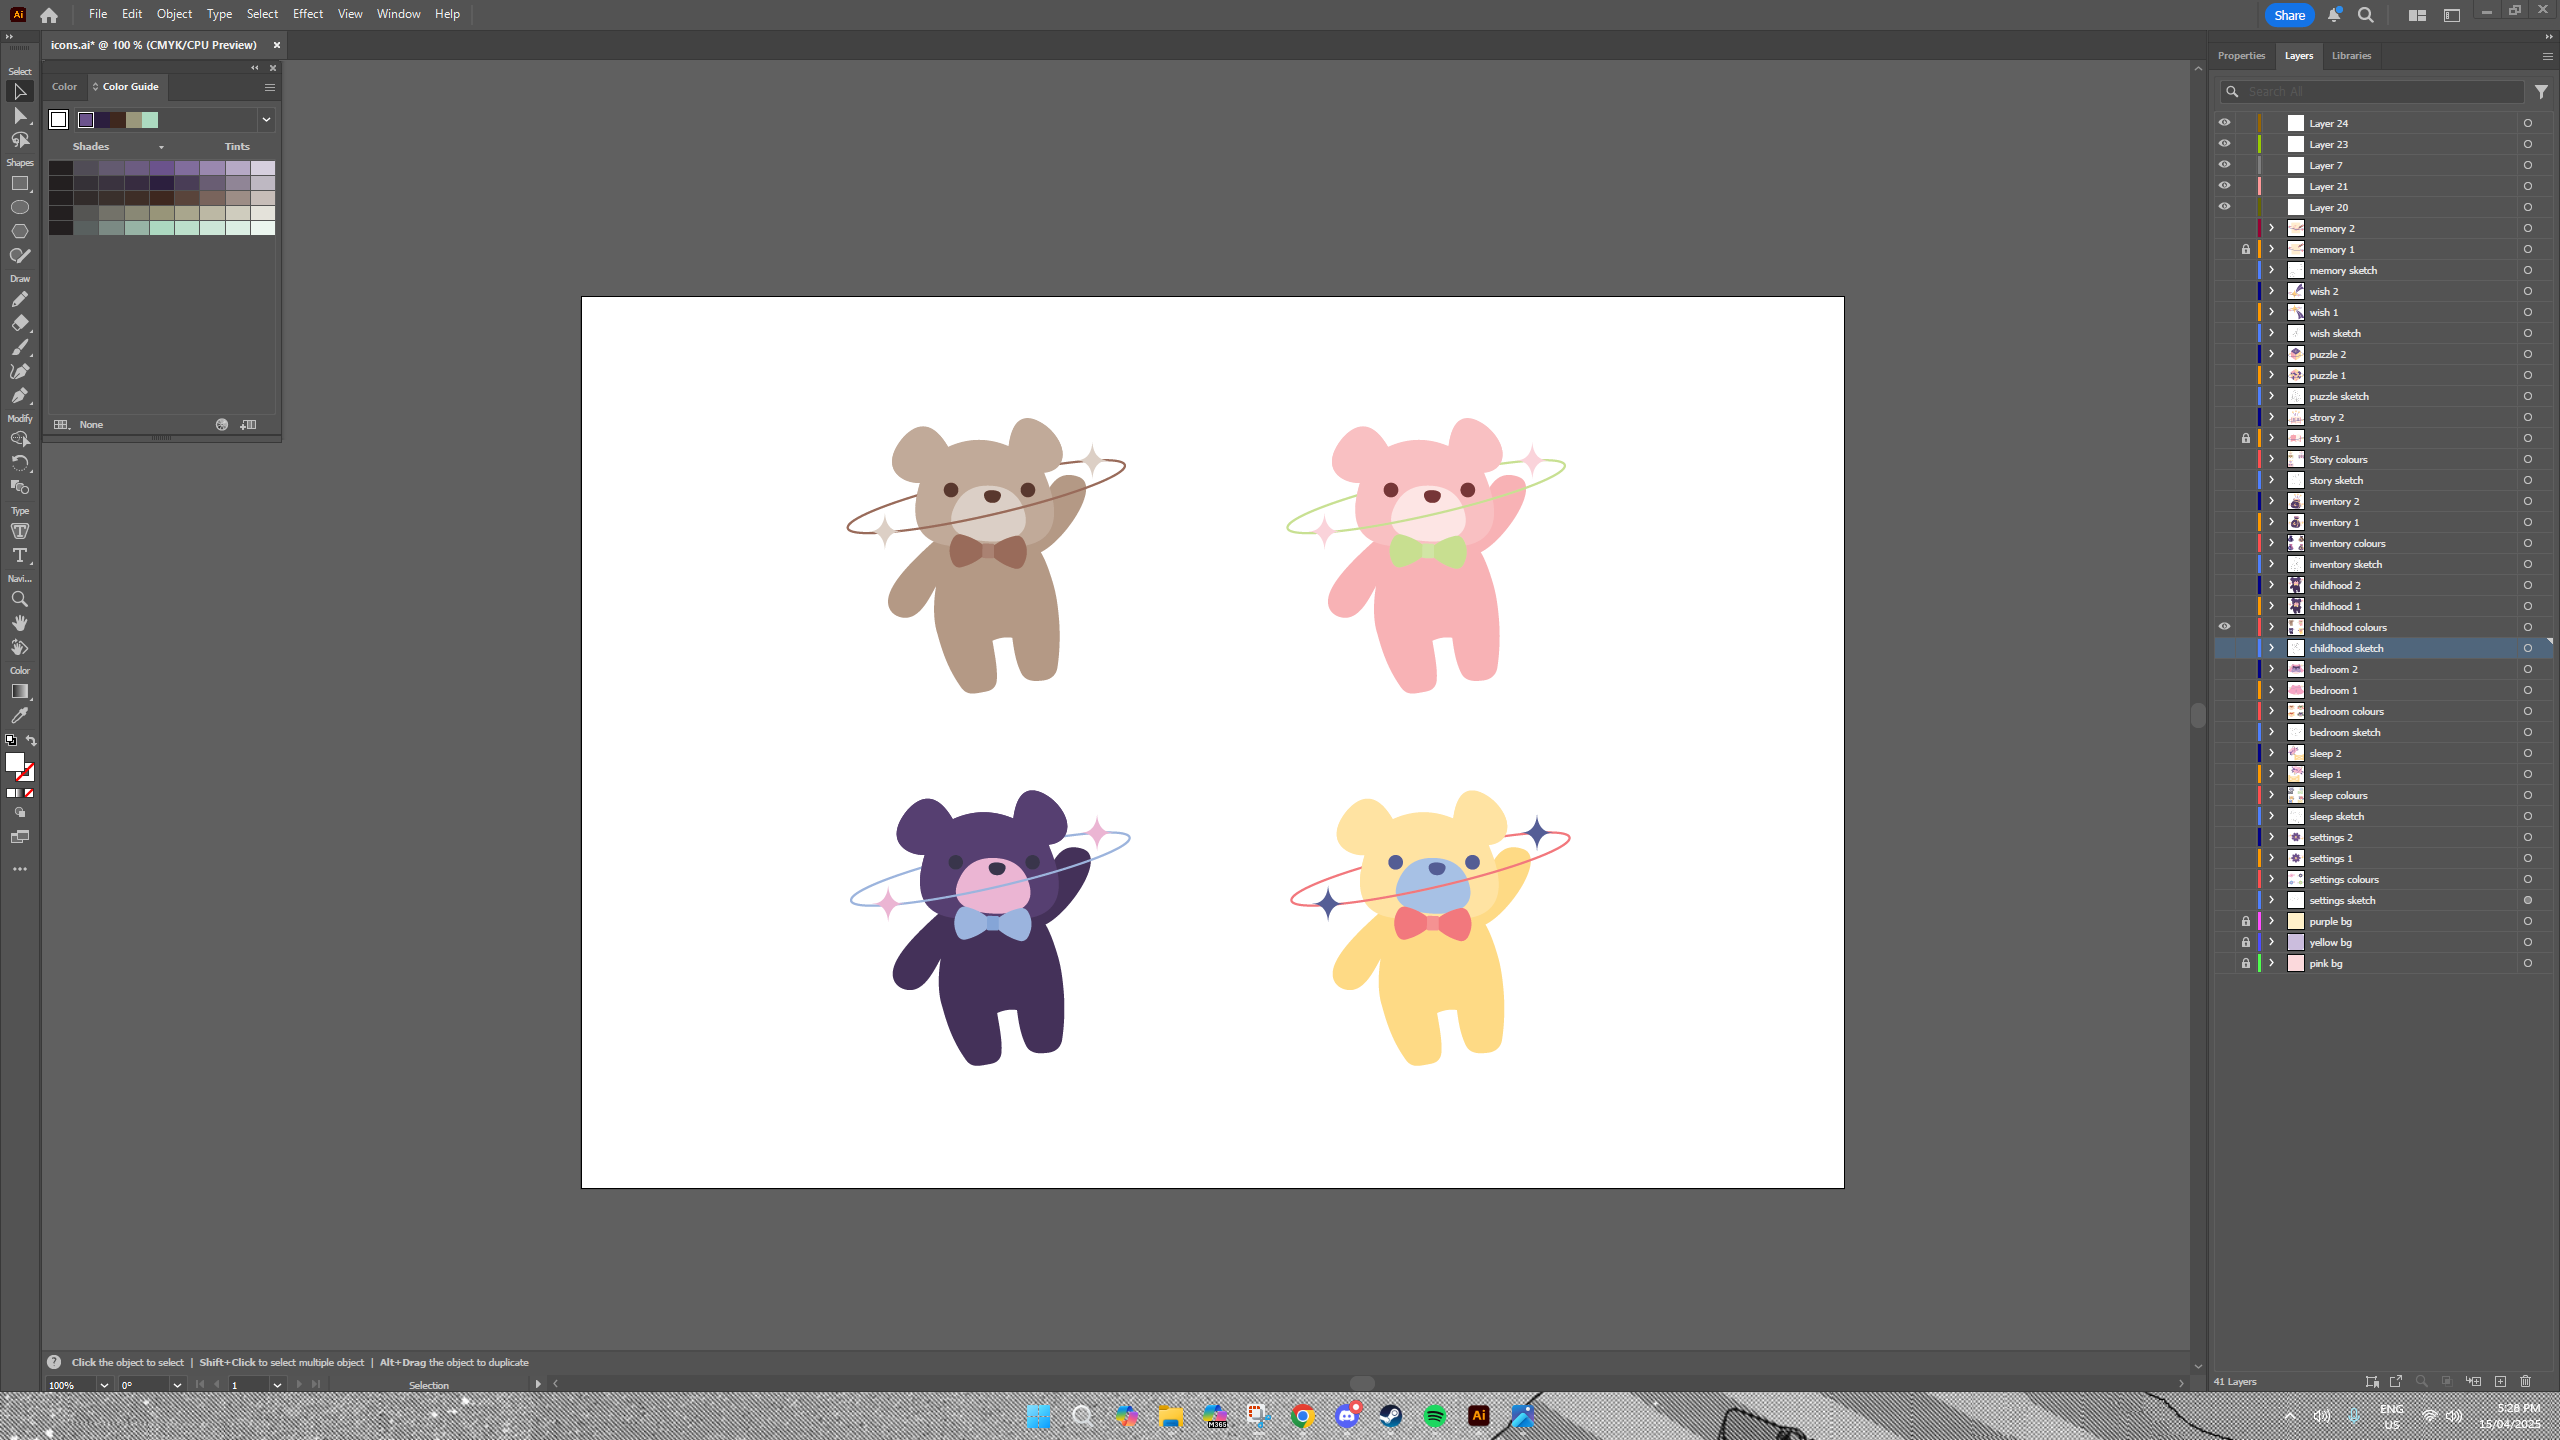 Ai File Edit Object Type Select Effect View Window Help Share
icons.ai* @ 100 % (CMYK/CPU Preview)
Properties Layers Libraries
Select
Color Color Guide
Search All
Shades Tints
None
Shapes
Draw
Modify
Type
Navi...
Color
Layer 24
Layer 23
Layer 7
Layer 21
Layer 20
memory 2
memory 1
memory sketch
wish 2
wish 1
wish sketch
puzzle 2
puzzle 1
puzzle sketch
strory 2
story 1
Story colours
story sketch
inventory 2
inventory 1
inventory colours
inventory sketch
childhood 2
childhood 1
childhood colours
childhood sketch
bedroom 2
bedroom 1
bedroom colours
bedroom sketch
sleep 2
sleep 1
sleep colours
sleep sketch
settings 2
settings 1
settings colours
settings sketch
purple bg
yellow bg
pink bg
Click the object to select | Shift+Click to select multiple object | Alt+Drag the object to duplicate
100% 0° 1 Selection
41 Layers
M365
Ai
ENG
US
5:28 PM
15/04/2025